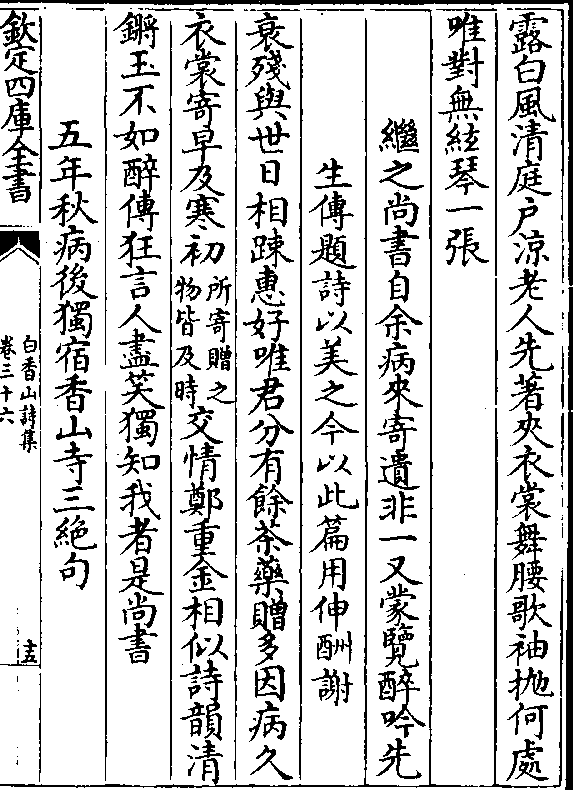 露白風清庭户涼老人先著夾衣裳舞腰歌袖抛何處
唯對無絃琴一張
繼之尚書自余病來寄遺非一又蒙覽醉吟先
生傳題詩以美之今以此篇用伸酬謝
衰殘與世日相踈惠好唯君分有餘茶藥贈多因病久
衣裳寄早及寒初所寄贈之物皆及時交情鄭重金相似詩韻清
鏘玉不如醉傳狂言人盡笑獨知我者是尚書
五年秋病後獨宿香山寺三絶句
欽定四庫全書
白香山詩集
卷三十六
十五